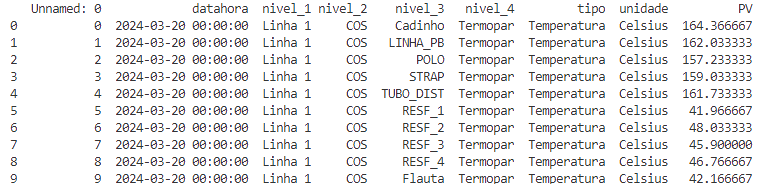 Unnamed: 0 datahora nivel_1 nivel_2 nivel_3 nivel_4 tipo unidade PV
0 0 2024-03-20 00:00:00 Linha 1 COS Cadinho Termopar Temperatura Celsius 164.366667
1 1 2024-03-20 00:00:00 Linha 1 COS LINHA_PB Termopar Temperatura Celsius 162.033333
2 2 2024-03-20 00:00:00 Linha 1 COS POLO Termopar Temperatura Celsius 157.233333
3 3 2024-03-20 00:00:00 Linha 1 COS STRAP Termopar Temperatura Celsius 159.033333
4 4 2024-03-20 00:00:00 Linha 1 COS TUBO_DIST Termopar Temperatura Celsius 161.733333
5 5 2024-03-20 00:00:00 Linha 1 COS RESF_1 Termopar Temperatura Celsius 41.966667
6 6 2024-03-20 00:00:00 Linha 1 COS RESF_2 Termopar Temperatura Celsius 48.033333
7 7 2024-03-20 00:00:00 Linha 1 COS RESF_3 Termopar Temperatura Celsius 45.900000
8 8 2024-03-20 00:00:00 Linha 1 COS RESF_4 Termopar Temperatura Celsius 46.766667
9 9 2024-03-20 00:00:00 Linha 1 COS Flauta Termopar Temperatura Celsius 42.166667